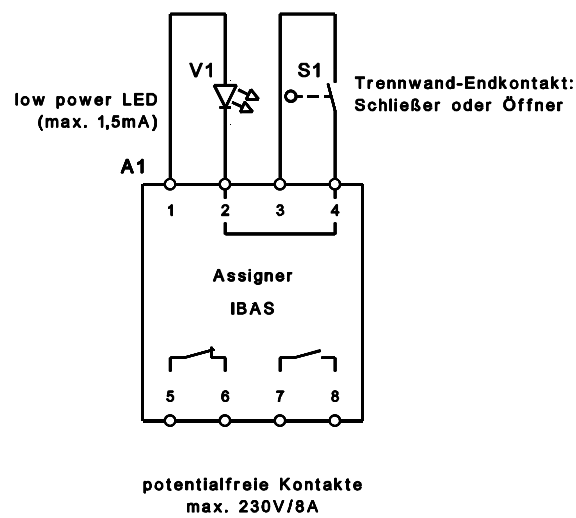 V1
S1
low power LED
(max. 1,5mA)
Trennwand-Endkontakt:
Schließer oder Öffner
A1
1 2 3 4
Assigner
IBAS
5 6 7 8
potentialfreie Kontakte
max. 230V/8A